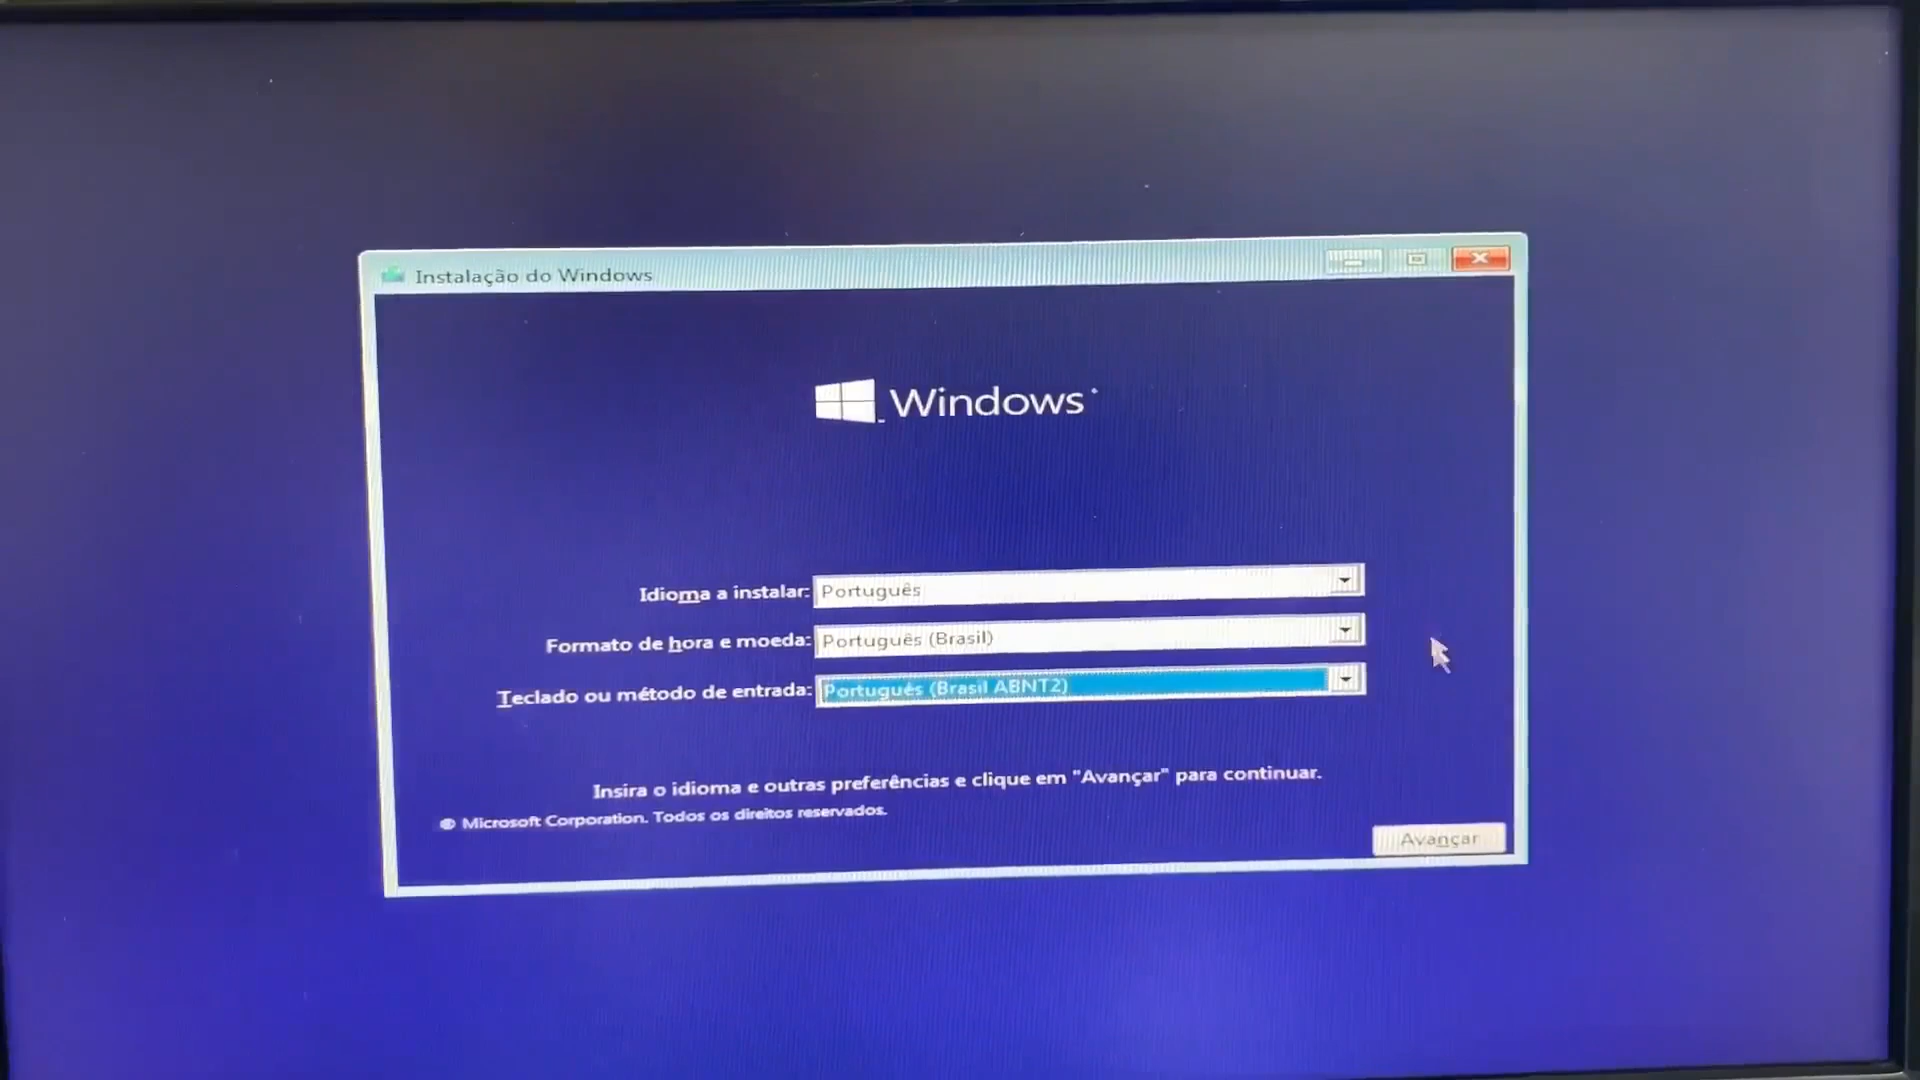 Instalação do Windows
Windows
Idioma a instalar: Português
Formato de hora e moeda: Português (Brasil)
Teclado ou método de entrada: Português (Brasil ABNT2)
Insira o idioma e outras preferências e clique em "Avançar" para continuar.
© Microsoft Corporation. Todos os direitos reservados.
Avançar